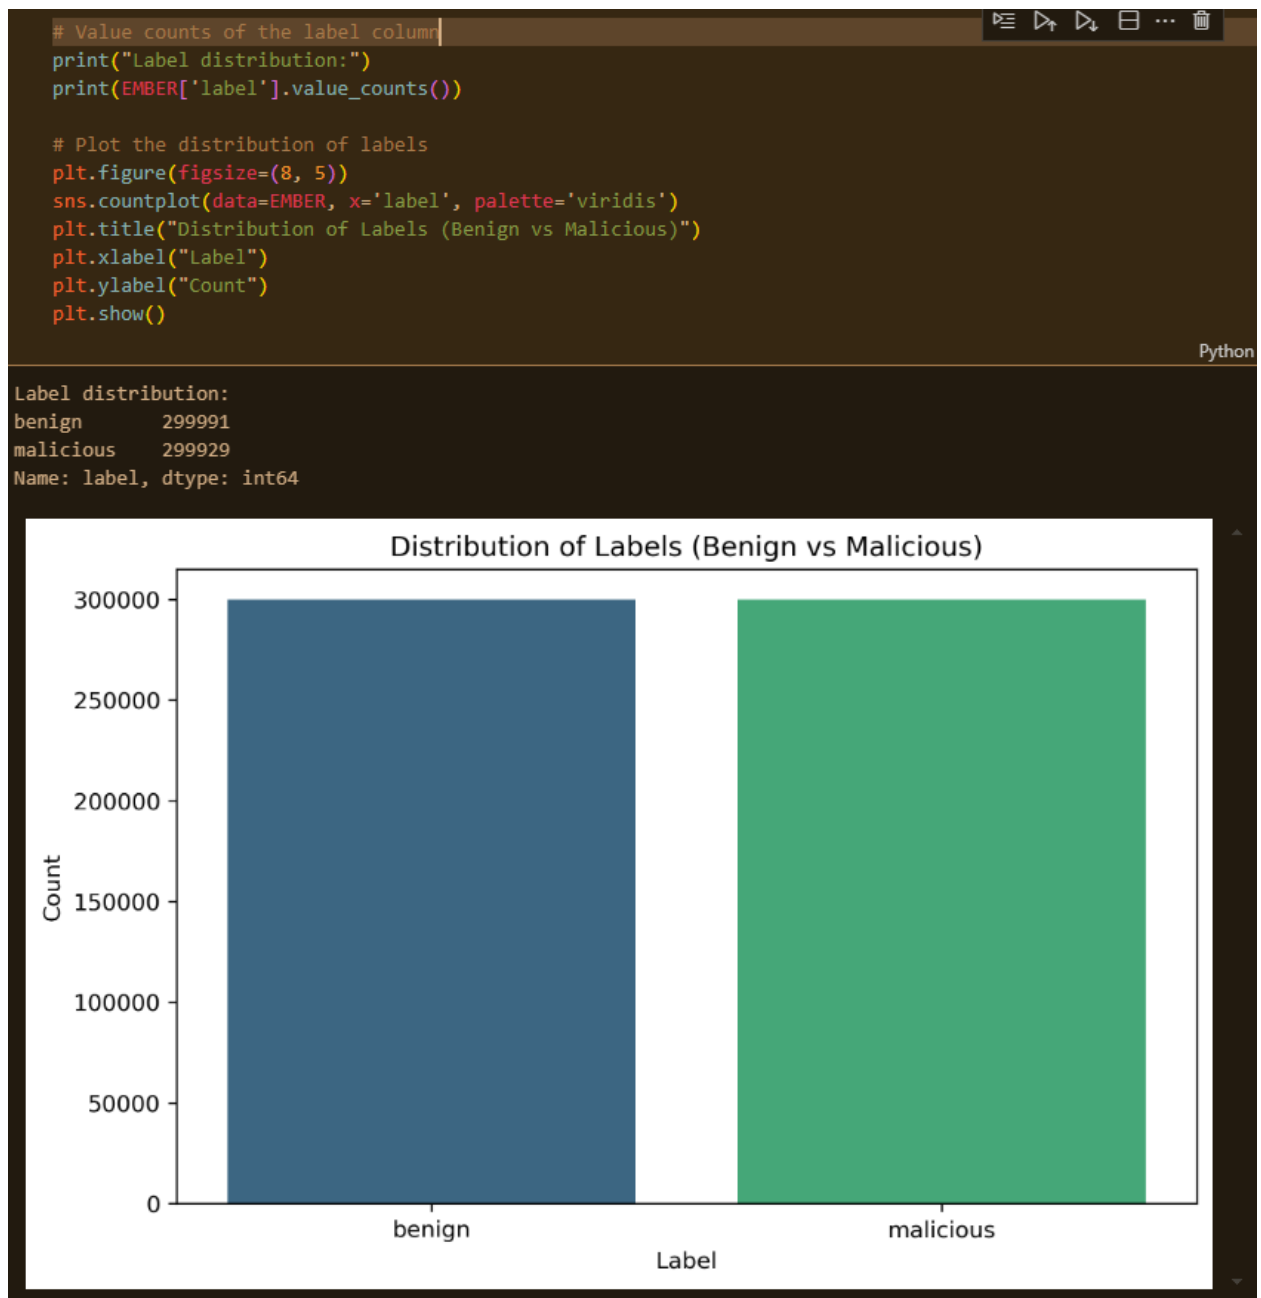 # Value counts of the label column
print("Label distribution:")
print(EMBER['label'].value_counts())
# Plot the distribution of labels
plt.figure(figsize=(8, 5))
sns.countplot(data=EMBER, x='label', palette='viridis')
plt.title("Distribution of Labels (Benign vs Malicious)")
plt.xlabel("Label")
plt.ylabel("Count")
plt.show()
Python
Label distribution:
benign 299991
malicious 299929
Name: label, dtype: int64
Distribution of Labels (Benign vs Malicious)
300000
250000
200000
150000
100000
50000
0
Count
benign malicious
Label